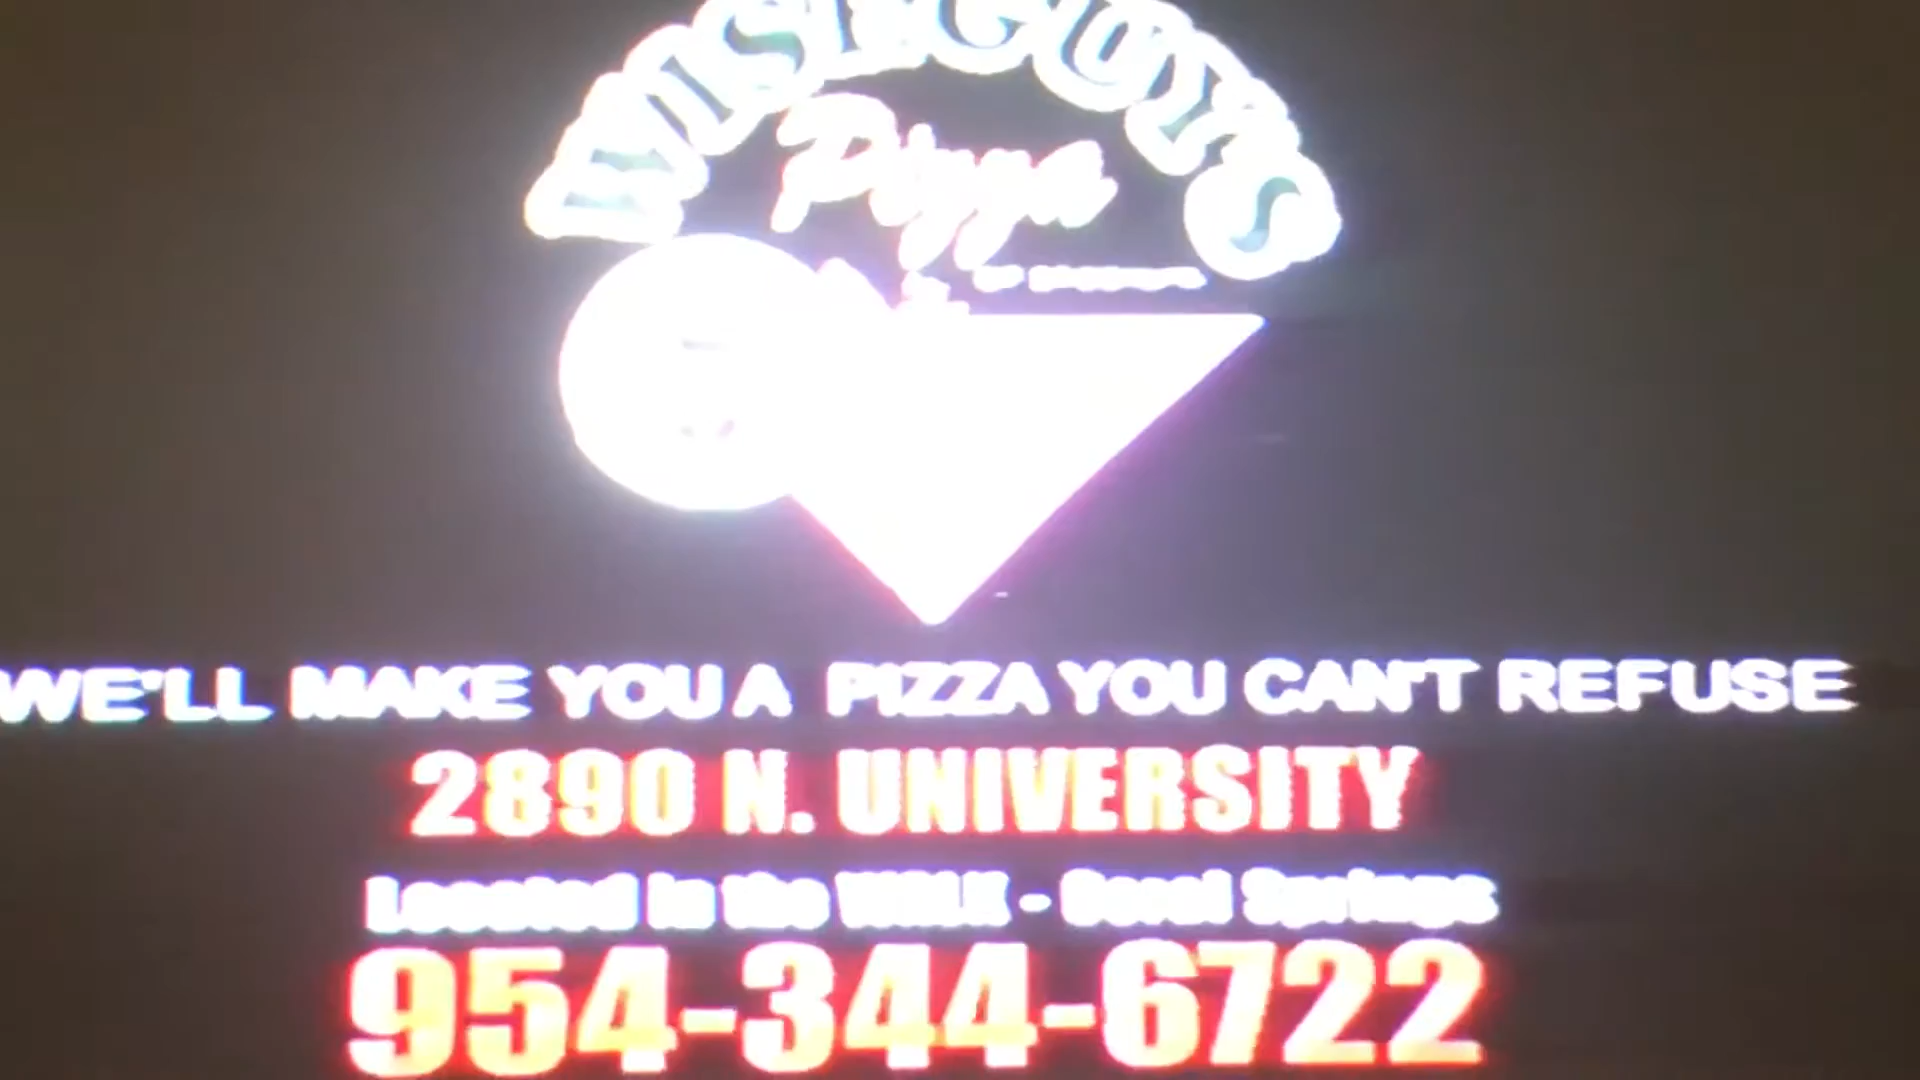 WISEGUY'S
Pizza
WE'LL MAKE YOU A PIZZA YOU CAN'T REFUSE
2890 N. UNIVERSITY
Located in the WALK - Coral Springs
954-344-6722